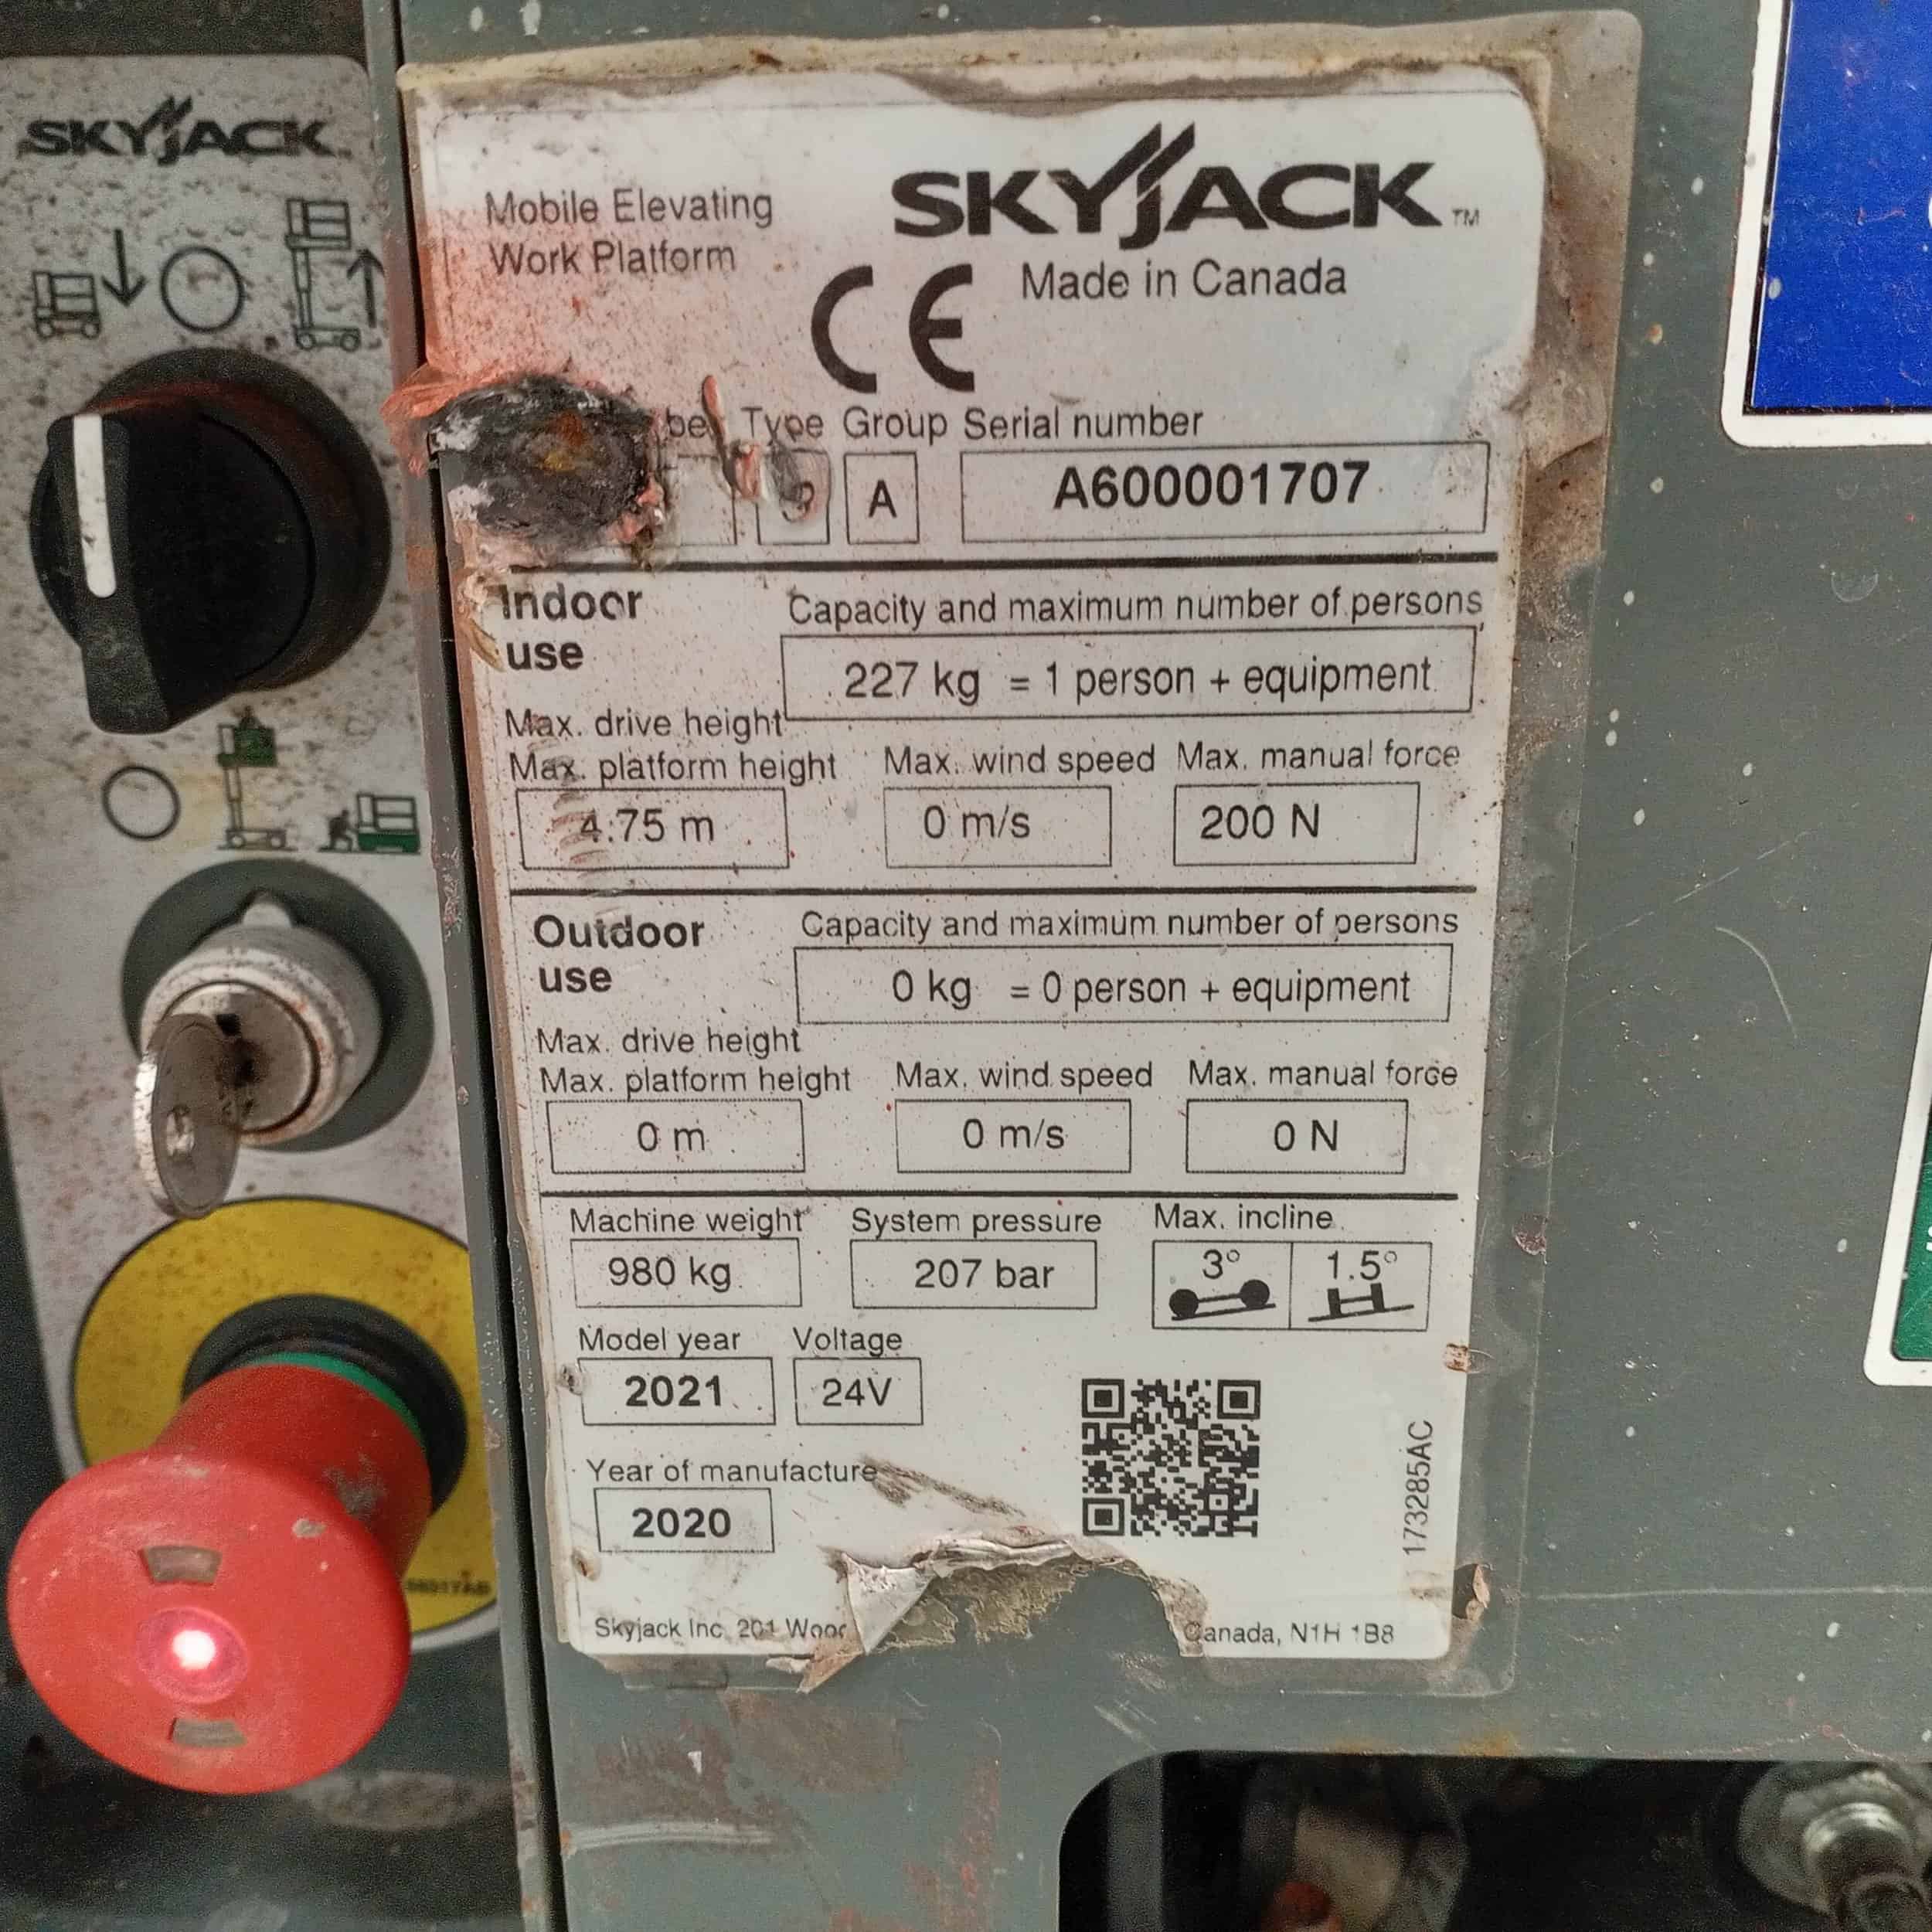 SKYJACK
Mobile Elevating
Work Platform
SKYJACK TM
CE
Made in Canada
Type Group Serial number
A A600001707
Indoor
use
Capacity and maximum number of persons
227 kg = 1 person + equipment
Max. drive height
Max. platform height Max. wind speed Max. manual force
4.75 m 0 m/s 200 N
Outdoor
use
Capacity and maximum number of persons
0 kg = 0 person + equipment
Max. drive height
Max. platform height Max. wind speed Max. manual force
0 m 0 m/s 0 N
Machine weight System pressure Max. incline
980 kg 207 bar 3° 1.5°
Model year Voltage
2021 24V
Year of manufacture
2020
173285AC
Skyjack Inc. 201 Canada, N1H 1B8